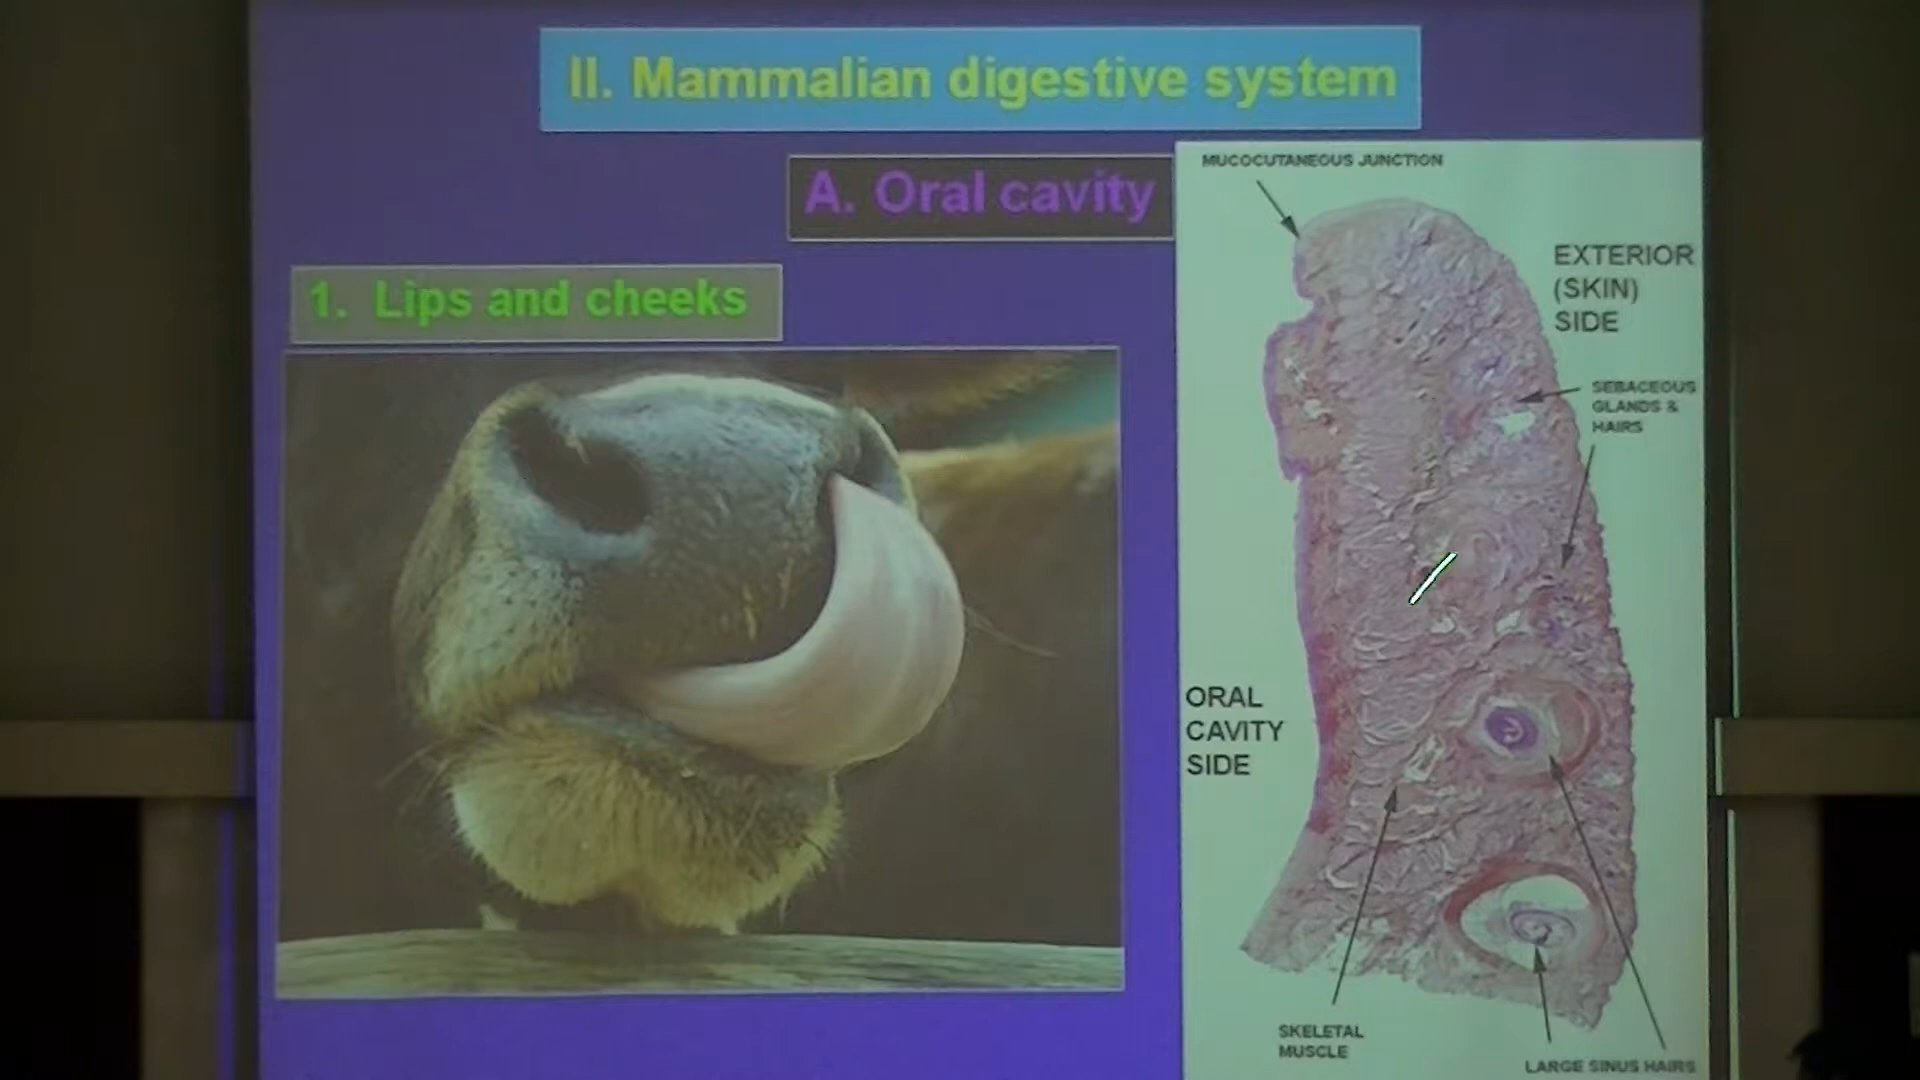 II. Mammalian digestive system
A. Oral cavity
1. Lips and cheeks
MUCOCUTANEOUS JUNCTION
EXTERIOR
(SKIN)
SIDE
SEBACEOUS
GLANDS &
HAIRS
ORAL
CAVITY
SIDE
SKELETAL
MUSCLE
LARGE SINUS HAIRS